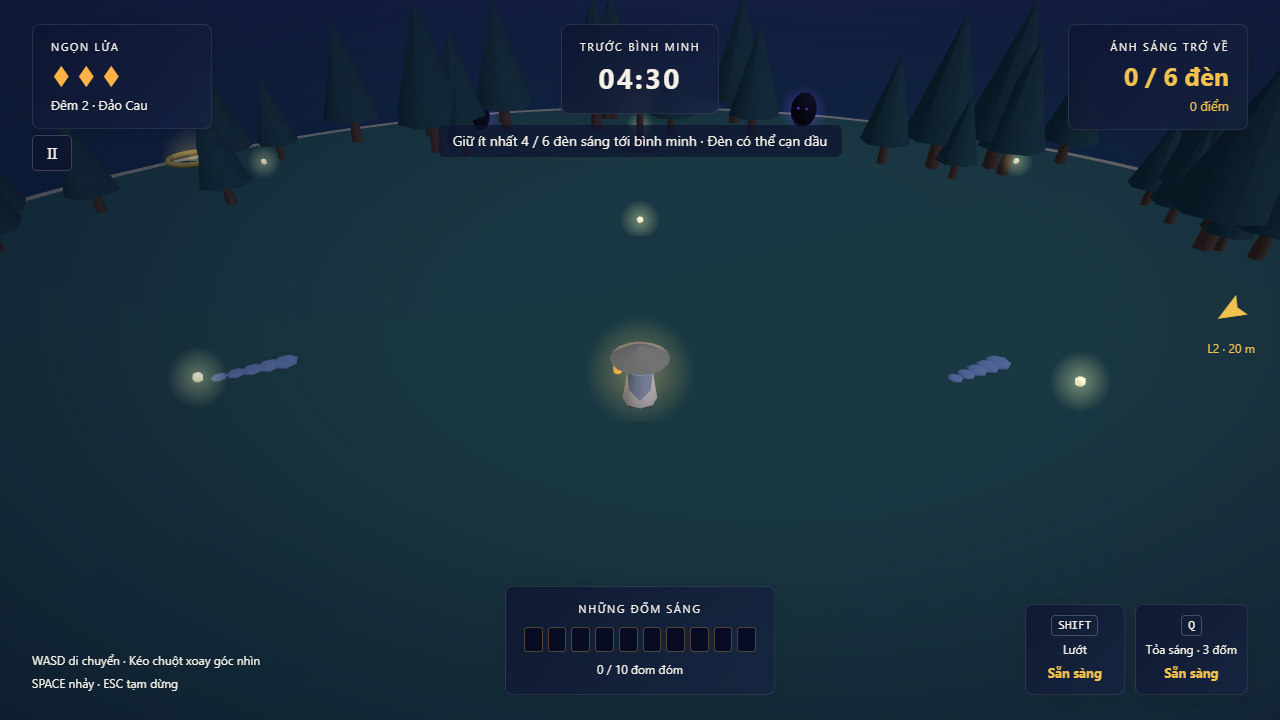 NGỌN LỬA
Đêm 2 · Đảo Cau
II
TRƯỚC BÌNH MINH
04:30
ÁNH SÁNG TRỞ VỀ
0 / 6 đèn
0 điểm
Giữ ít nhất 4 / 6 đèn sáng tới bình minh · Đèn có thể cạn dầu
L2 · 20 m
NHỮNG ĐỐM SÁNG
0 / 10 đom đóm
WASD di chuyển · Kéo chuột xoay góc nhìn
SPACE nhảy · ESC tạm dừng
SHIFT
Lướt
Sẵn sàng
Q
Tỏa sáng · 3 đốm
Sẵn sàng